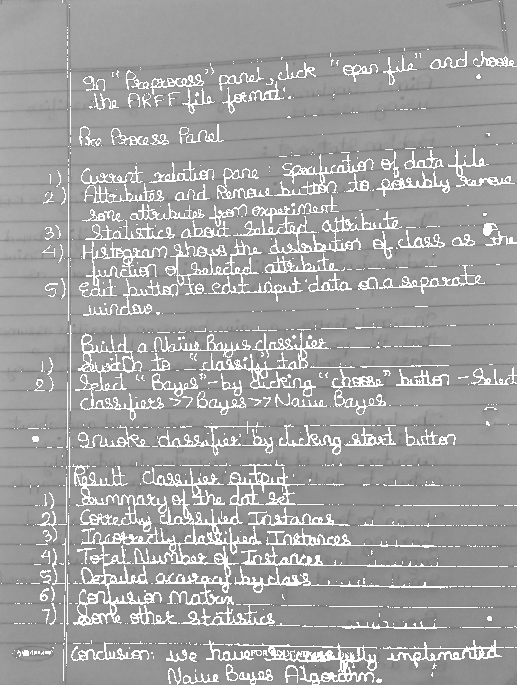 In "Preprocess" panel, click "open file" and choose
the ARFF file format.
Pre Process Panel
1) Current relation pane : Specification of data file
2) Attributes and Remove button to possibly remove
some attributes from experiment
3) Statistics about selected attribute
4) Histogram shows the distribution of class as the
function of selected attribute
5) Edit button to edit input data on a separate
window.
Build a Naive Bayes classifier
1) Switch to "classify" tab
2) Select "Bayes" - by clicking "choose" button - Select
classifiers >> Bayes >> Naive Bayes
• Invoke classifier by clicking start button
Result classifier output :
1) Summary of the dat set
2) Correctly classified Instances
3) Incorrectly classified Instances
4) Total Number of Instances
5) Detailed accuracy by class
6) Confusion matrix
7) Some other statistics.
Conclusion: we have successfully implemented
Naive Bayes Algorithm.